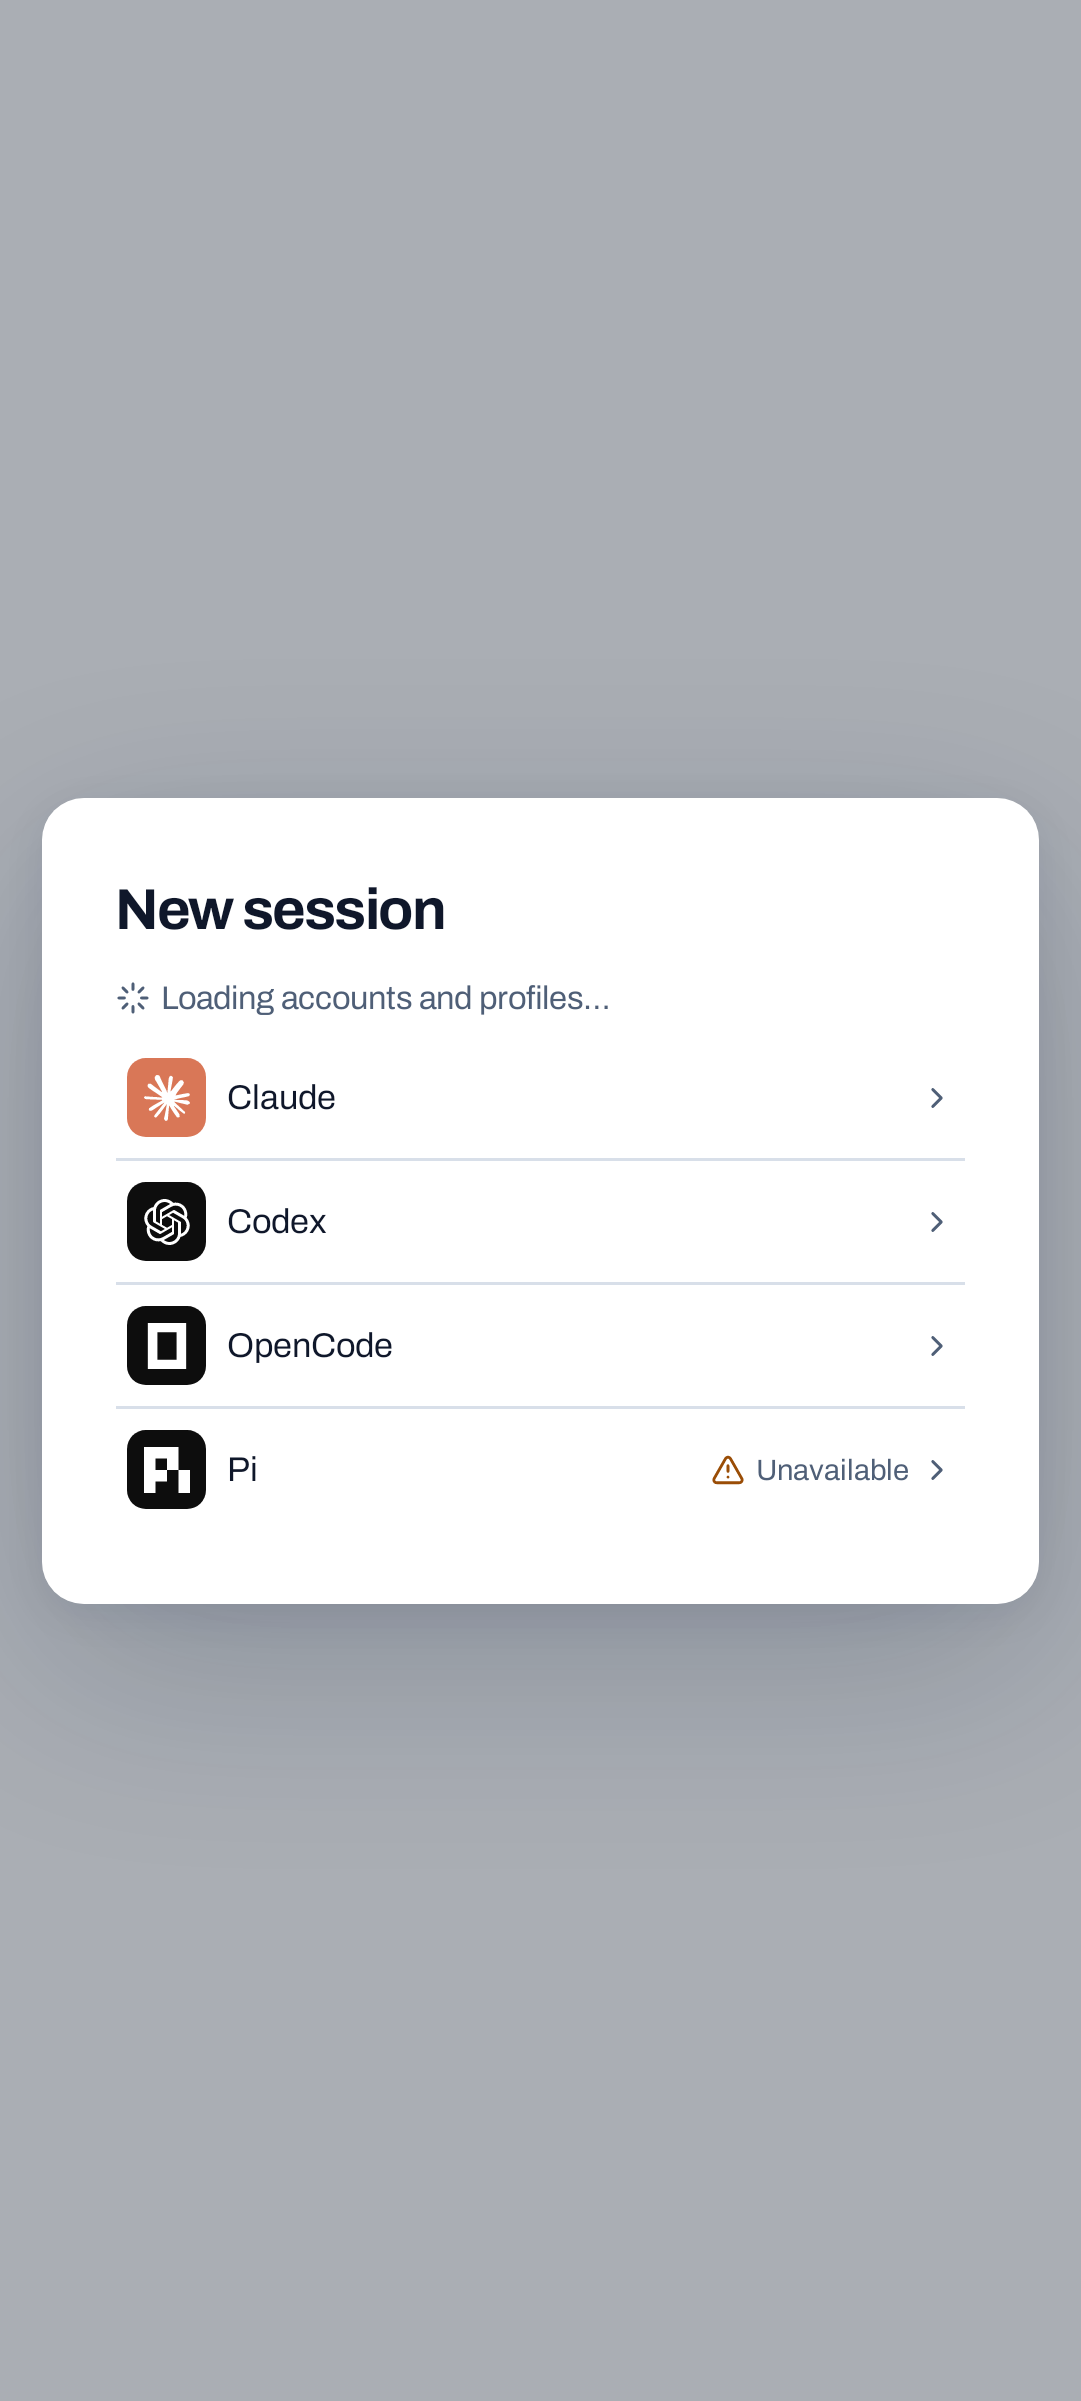 New session
Loading accounts and profiles...
Claude
Codex
OpenCode
Pi
Unavailable